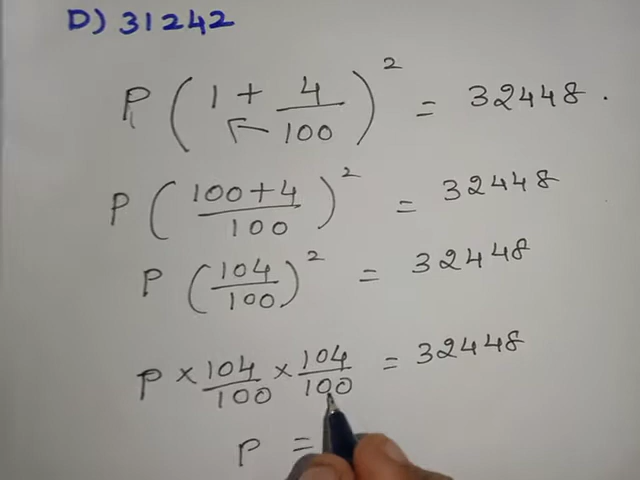 D) 31242
P ( 1 + 4/100 )² = 32448.
P ( 100+4/100 )² = 32448
P ( 104/100 )² = 32448
P × 104/100 × 104/100 = 32448
P =